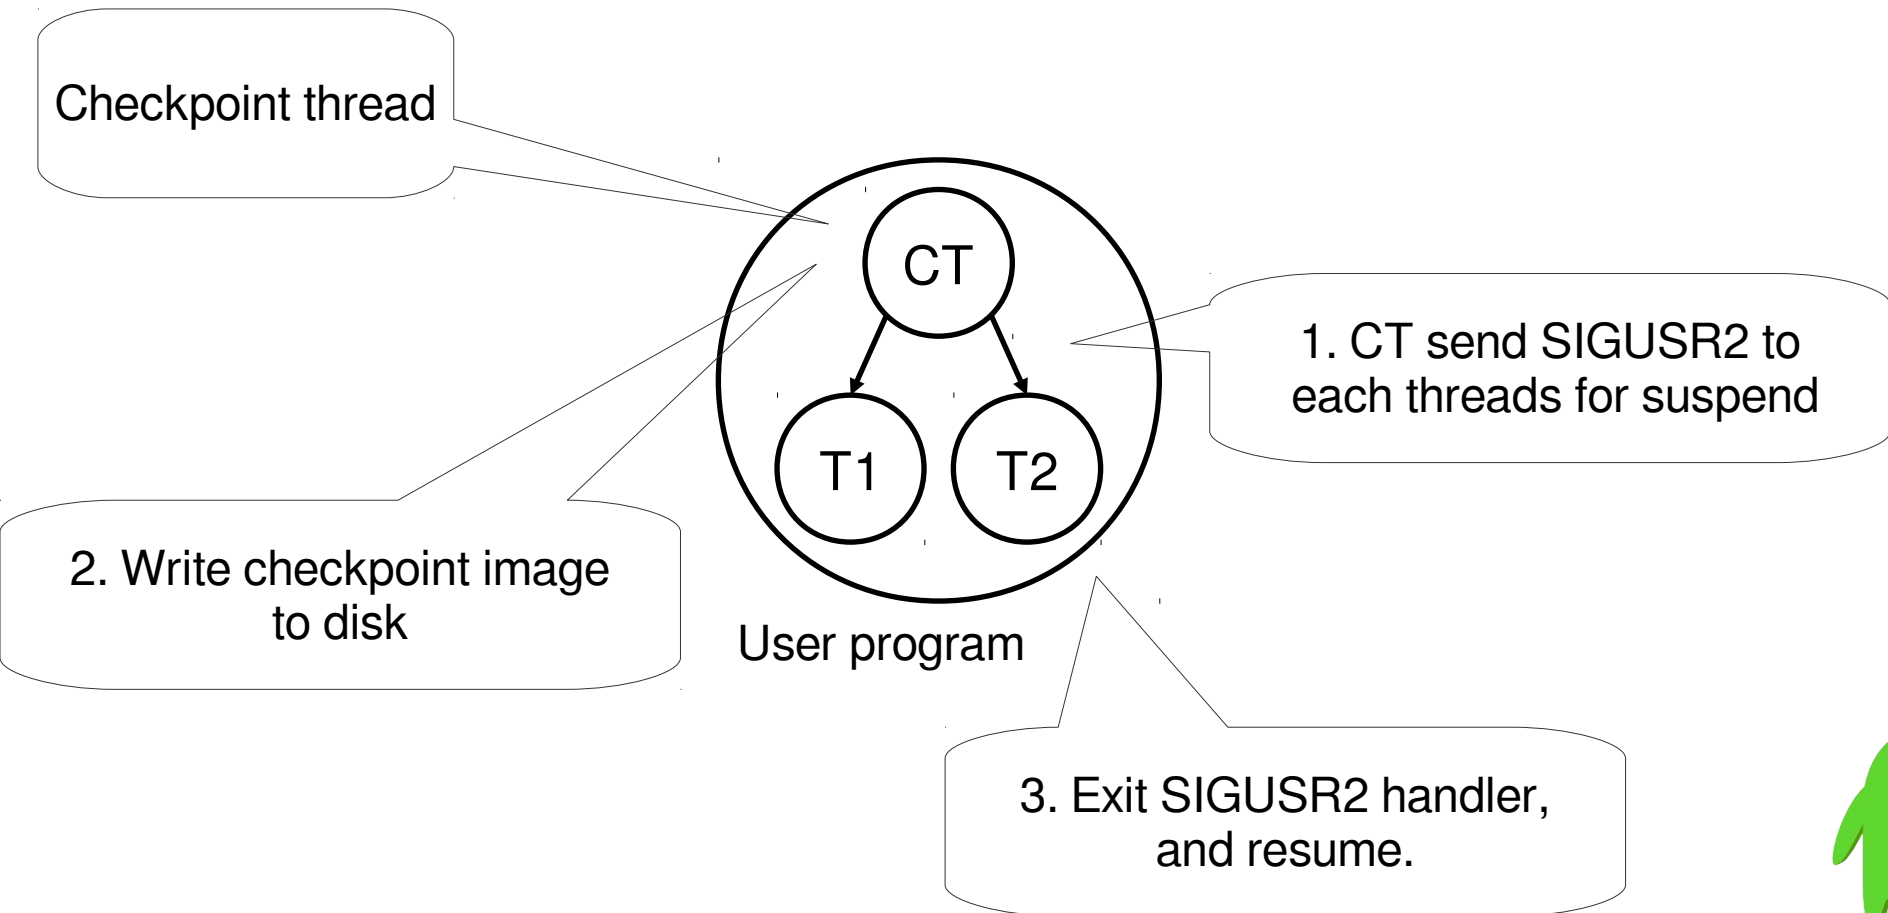 Checkpoint thread
CT
1. CT send SIGUSR2 to
each threads for suspend
T1
T2
2. Write checkpoint image
to disk
User program
3. Exit SIGUSR2 handler,
and resume.